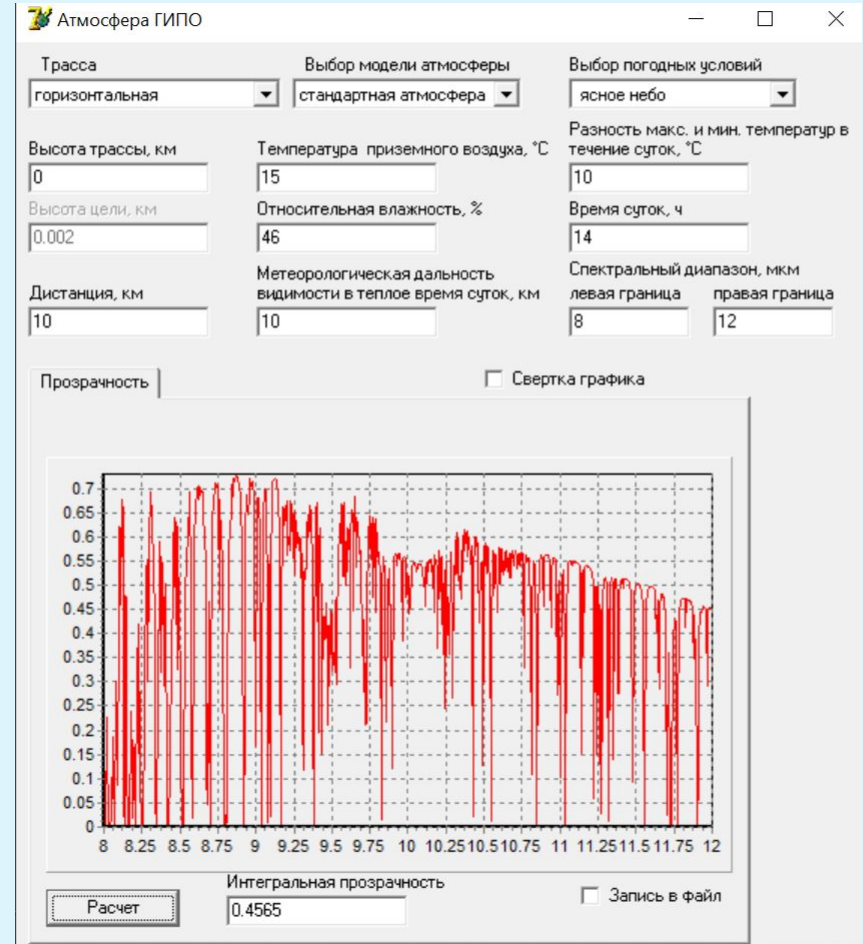 Атмосфера ГИПО
Трасса
Выбор модели атмосферы
Выбор погодных условий
горизонтальная
стандартная атмосфера
ясное небо
Высота трассы, км
Температура приземного воздуха, °С
Разность макс. и мин. температур в
течение суток, °С
0
15
10
Высота цели, км
Относительная влажность, %
Время суток, ч
0.002
46
14
Дистанция, км
Метеорологическая дальность
видимости в теплое время суток, км
Спектральный диапазон, мкм
левая граница
правая граница
10
10
8
12
Прозрачность
Свертка графика
0.7
0.65
0.6
0.55
0.5
0.45
0.4
0.35
0.3
0.25
0.2
0.15
0.1
0.05
0
8 8.25 8.5 8.75 9 9.25 9.5 9.75 10 10.25 10.5 10.75 11 11.25 11.5 11.75 12
Расчет
Интегральная прозрачность
0.4565
Запись в файл